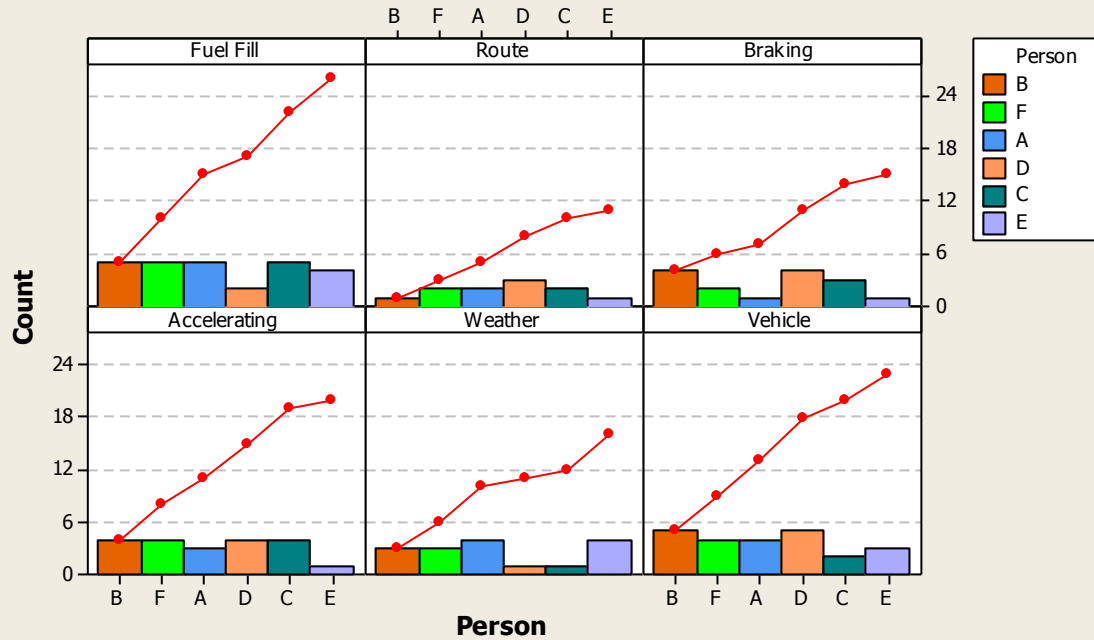 B F A D C E
Fuel Fill Route Braking
Person
B
F
A
D
C
E
24
18
12
6
0
Count
Accelerating Weather Vehicle
24
18
12
6
0
B F A D C E B F A D C E
Person